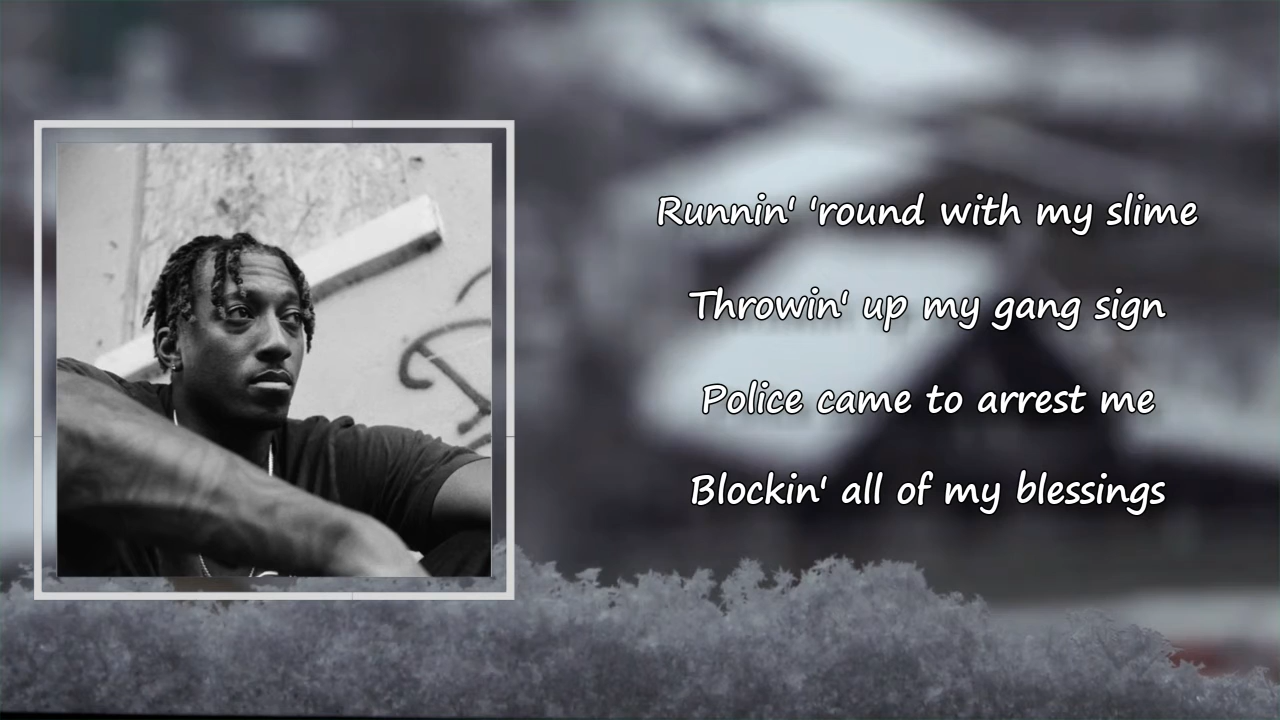 Runnin' 'round with my slime
Throwin' up my gang sign
Police came to arrest me
Blockin' all of my blessings